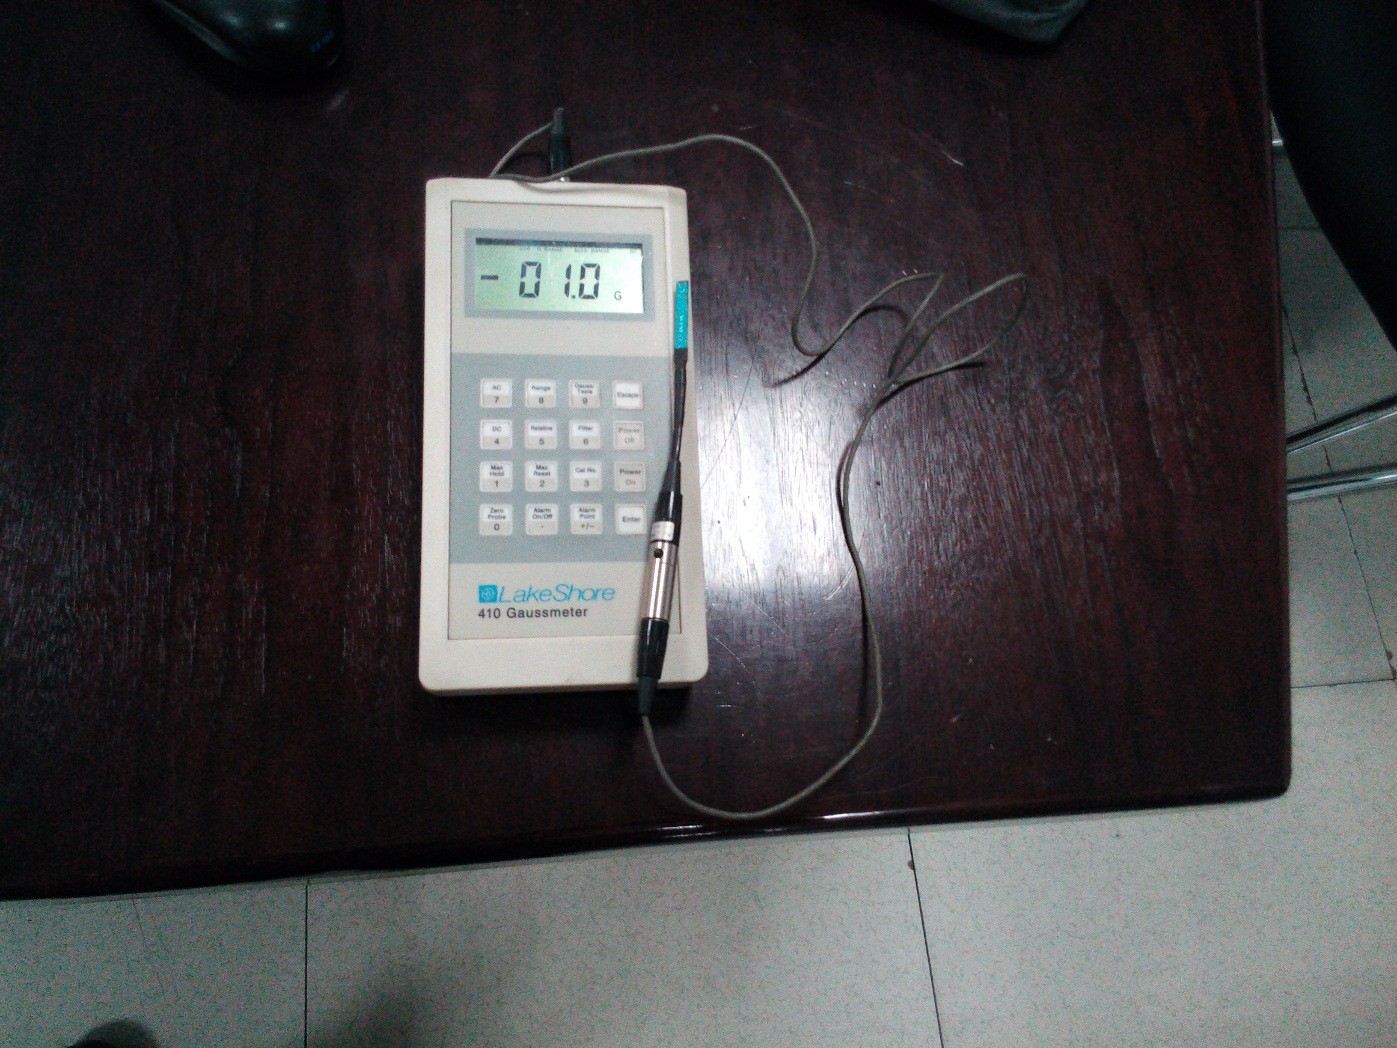 - 01.0 G
AC
7
Range
8
Gauss
Tesla
9
Escape
DC
4
Relative
5
Filter
6
Power
Off
Max
Hold
1
Max
Reset
2
Cal No.
3
Power
On
Zero
Probe
0
Alarm
On/Off
.
Alarm
Point
+/−
Enter
LakeShore
410 Gaussmeter